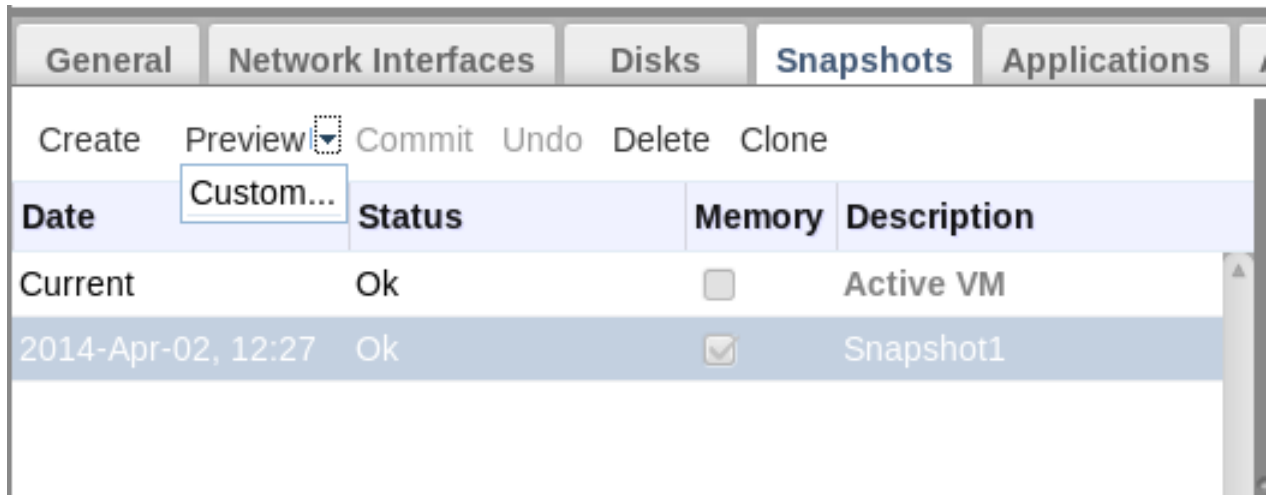 General Network Interfaces Disks Snapshots Applications
Create Preview Commit Undo Delete Clone
Custom...
Date Status Memory Description
Current Ok Active VM
2014-Apr-02, 12:27 Ok Snapshot1